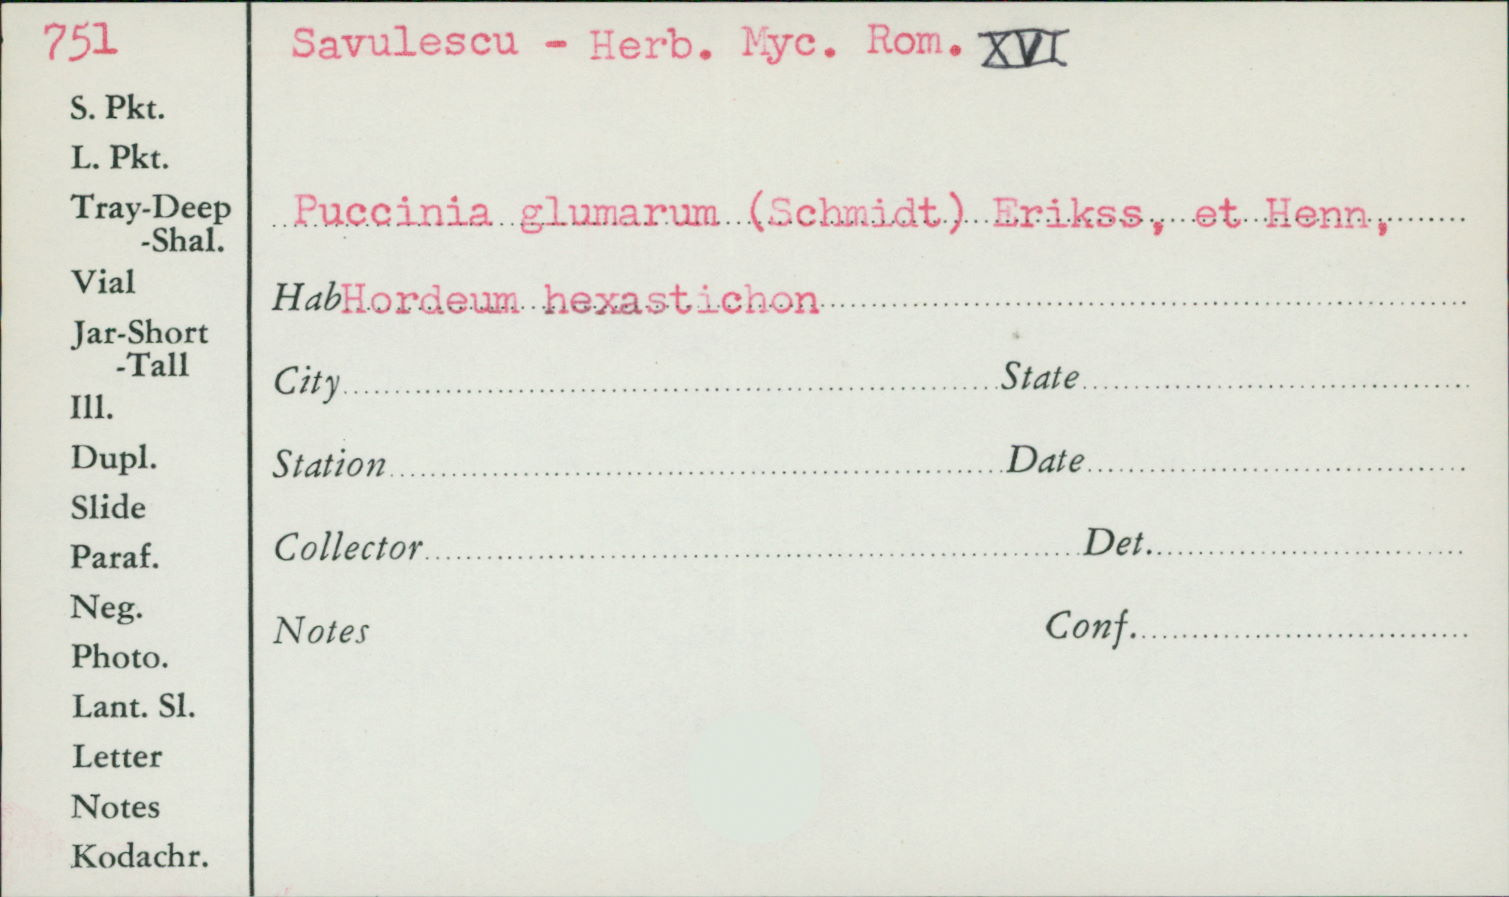 751
Savulescu - Herb. Myc. Rom. XVI
S. Pkt.
L. Pkt.
Tray-Deep
-Shal.
Vial
Jar-Short
-Tall
Ill.
Dupl.
Slide
Paraf.
Neg.
Photo.
Lant. Sl.
Letter
Notes
Kodachr.
Puccinia glumarum (Schmidt) Erikss, et Henn,
Hab Hordeum hexastichon
City State
Station Date
Collector Det.
Notes Conf.